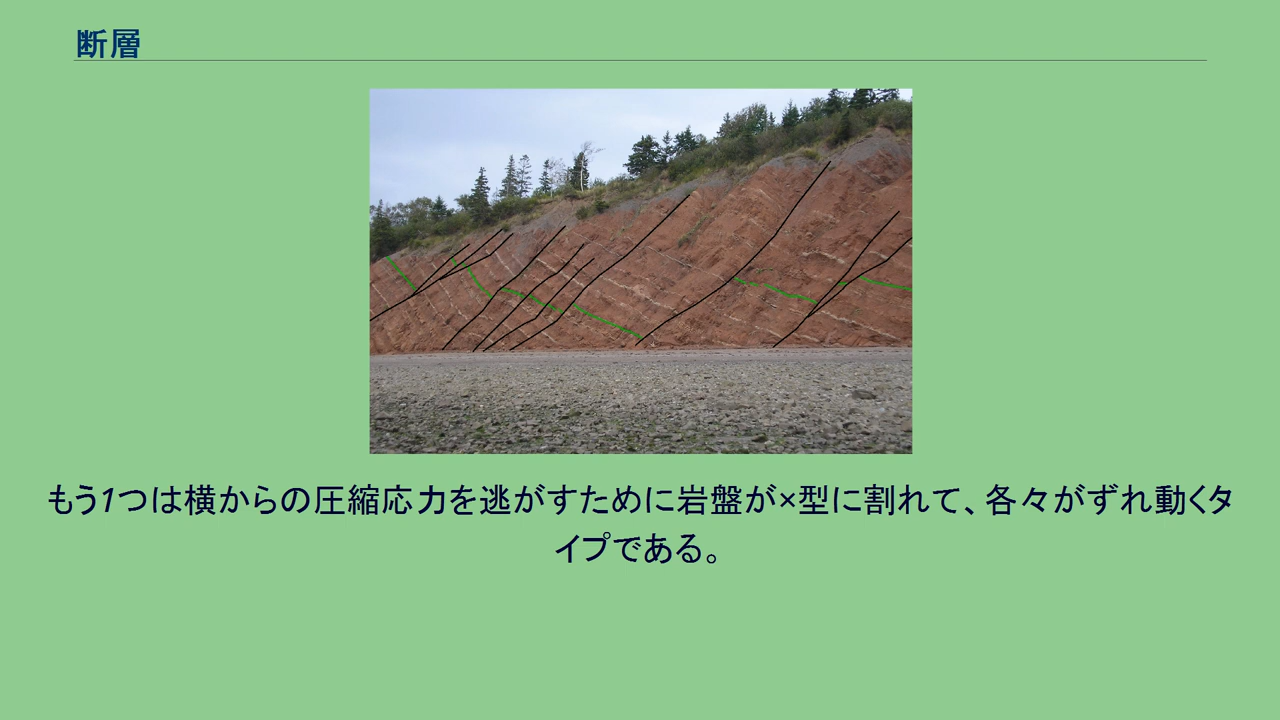 断層
もう1つは横からの圧縮応力を逃がすために岩盤が×型に割れて、各々がずれ動くタ
イプである。